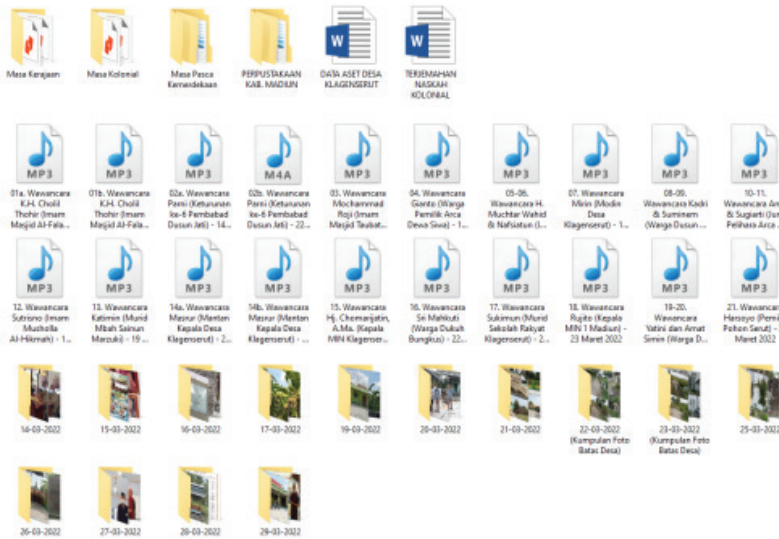 Masa Kerajaan
Masa Kolonial
Masa Pasca
Kemerdekaan
PERPUSTAKAAN
KAB. MADIUN
DATA ASET DESA
KLAGENSERUT
TERJEMAHAN
NASKAH
KOLONIAL
MP3
MP3
MP3
M4A
MP3
MP3
MP3
MP3
MP3
MP3
01a. Wawancara
K.H. Cholil
Thohir (Imam
Masjid Al-Fala...
01b. Wawancara
K.H. Cholil
Thohir (Imam
Masjid Al-Fala...
02a. Wawancara
Parni (Keturunan
ke-6 Pembabad
Dusun Jati) - 14...
02b. Wawancara
Parni (Keturunan
ke-6 Pembabad
Dusun Jati) - 22...
03. Wawancara
Mochammad
Roji (Imam
Masjid Taubat...
04. Wawancara
Gianto (Warga
Pemilik Arca
Dewa Siwa) - 1...
05-06.
Wawancara H.
Muchtar Wahid
& Nafsiatun (I...
07. Wawancara
Mirin (Modin
Desa
Klagenserut) - 1...
08-09.
Wawancara Kadri
& Suminem
(Warga Dusun ...
10-11.
Wawancara
& Sugiarti
Pelihara Arca
MP3
MP3
MP3
MP3
MP3
MP3
MP3
MP3
MP3
MP3
12. Wawancara
Sutrisno (Imam
Musholla
Al-Hikmah) - 1...
13. Wawancara
Katimin (Murid
Mbah Sainun
Marzuki) - 19 ...
14a. Wawancara
Masrur (Mantan
Kepala Desa
Klagenserut) - 2...
14b. Wawancara
Masrur (Mantan
Kepala Desa
Klagenserut) - ...
15. Wawancara
Hj. Chomarijatin,
A.Ma. (Kepala
MIN Klagenser...
16. Wawancara
Sri Mahkuti
(Warga Dukuh
Bungkus) - 22...
17. Wawancara
Sukimun (Murid
Sekolah Rakyat
Klagenserut) - 2...
18. Wawancara
Rujito (Kepala
MIN 1 Madiun) -
23 Maret 2022
19-20.
Wawancara
Yatini dan Amat
Simin (Warga D...
21. Wawancara
Harsoyo
Pohon Serut) -
Maret 2022
14-03-2022
15-03-2022
16-03-2022
17-03-2022
19-03-2022
20-03-2022
21-03-2022
22-03-2022
(Kumpulan Foto
Batas Desa)
23-03-2022
(Kumpulan Foto
Batas Desa)
25-03-2022
26-03-2022
27-03-2022
28-03-2022
29-03-2022